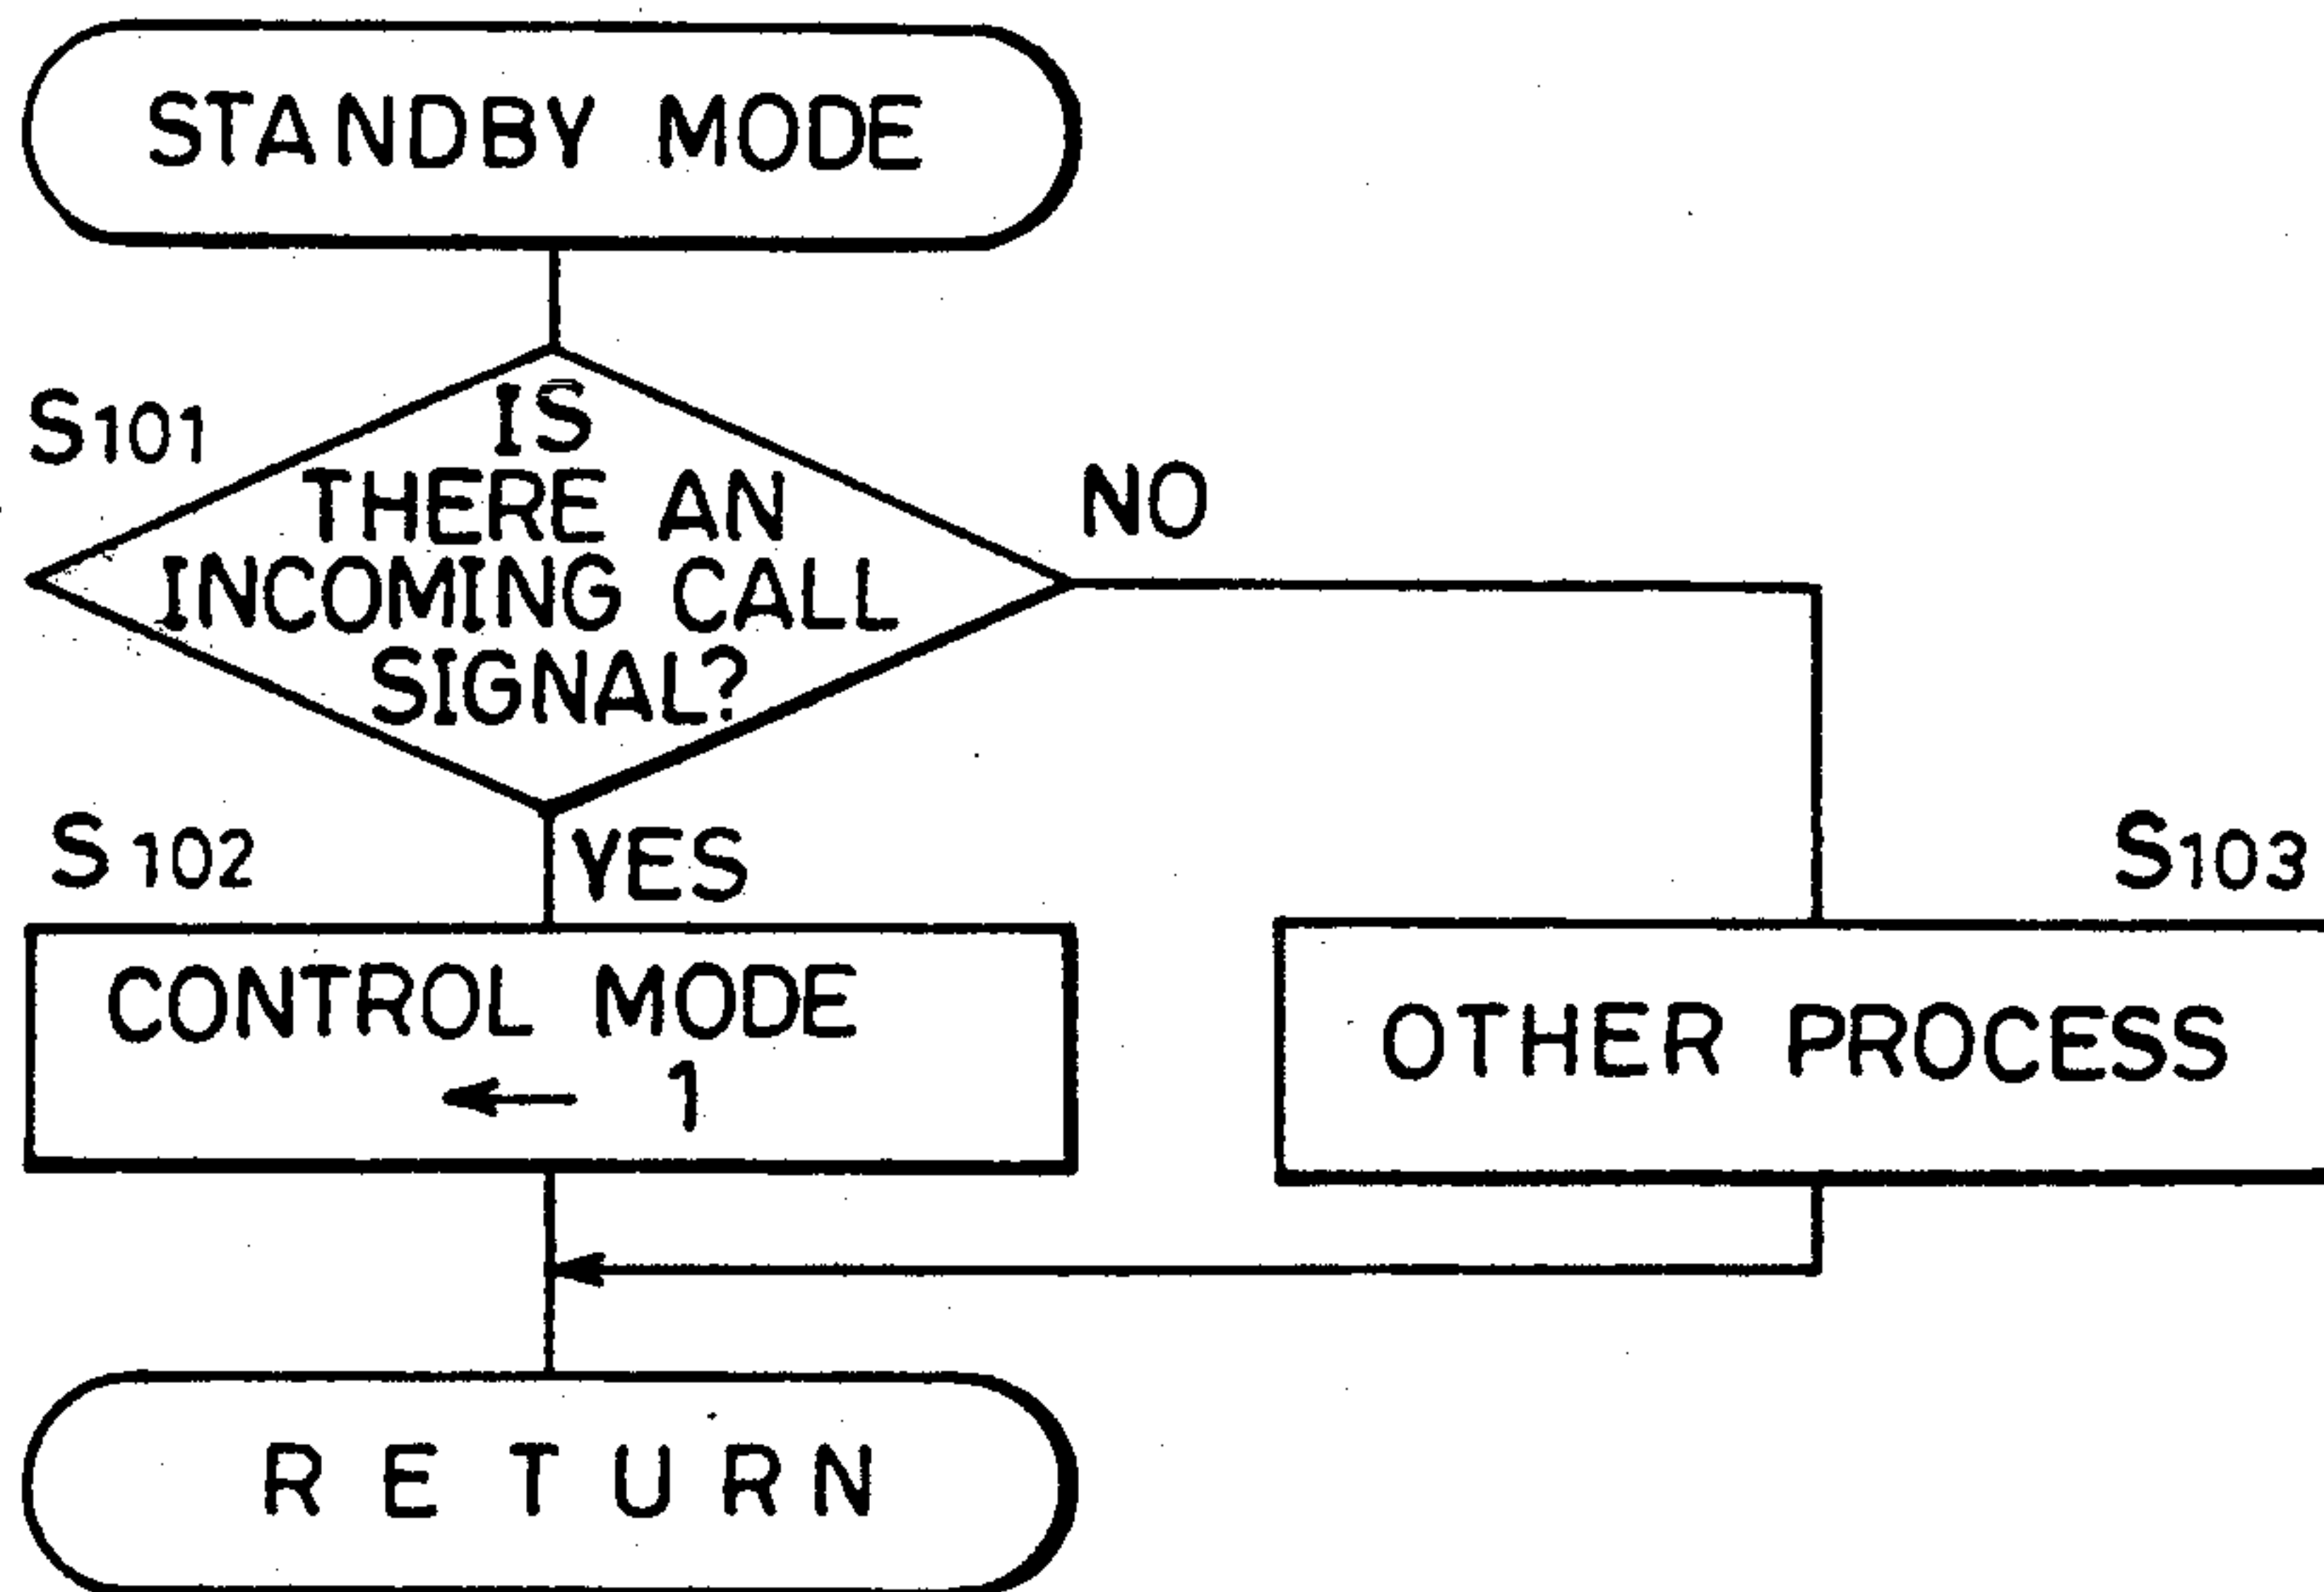 STANDBY MODE
S101
IS
THERE AN
INCOMING CALL
SIGNAL?
NO
S102
YES
S103
CONTROL MODE
← 1
OTHER PROCESS
RETURN